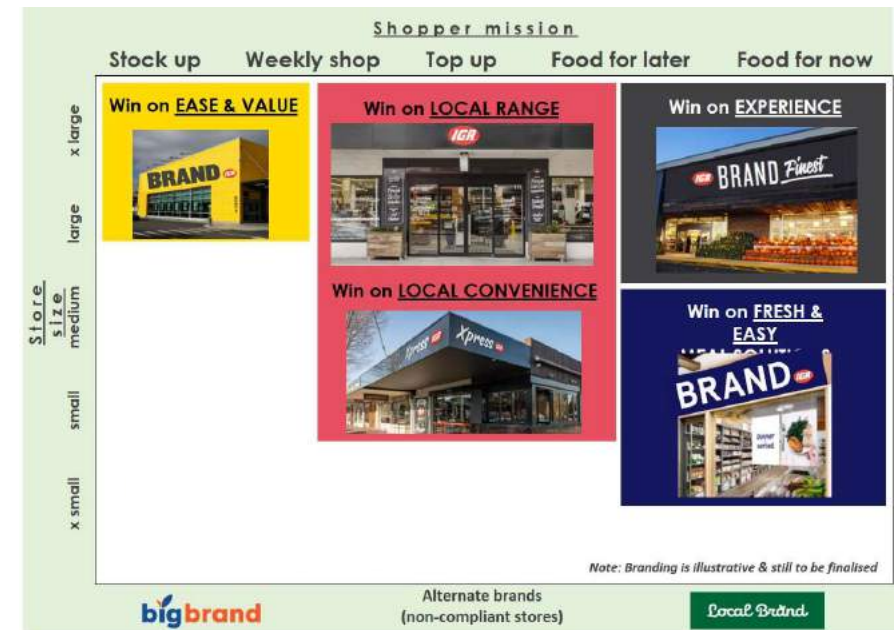 Shopper mission
Stock up Weekly shop Top up Food for later Food for now
Store size
x large
large
medium
small
x small
Win on EASE & VALUE
BRAND IGA
Win on LOCAL RANGE
IGA
Win on LOCAL CONVENIENCE
Xpress IGA Xpress IGA
Win on EXPERIENCE
IGA BRAND Finest
Win on FRESH &
EASY
BRAND IGA
Note: Branding is illustrative & still to be finalised
bigbrand
Alternate brands
(non-compliant stores)
Local Brand